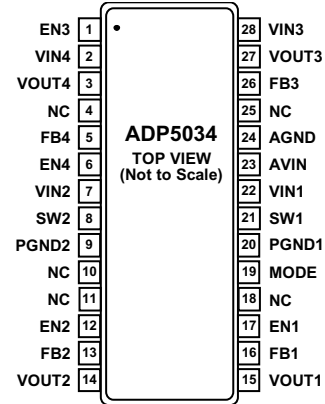 EN3 1 28 VIN3
VIN4 2 27 VOUT3
VOUT4 3 26 FB3
NC 4 25 NC
FB4 5 ADP5034 24 AGND
EN4 6 TOP VIEW 23 AVIN
VIN2 7 (Not to Scale) 22 VIN1
SW2 8 21 SW1
PGND2 9 20 PGND1
NC 10 19 MODE
NC 11 18 NC
EN2 12 17 EN1
FB2 13 16 FB1
VOUT2 14 15 VOUT1